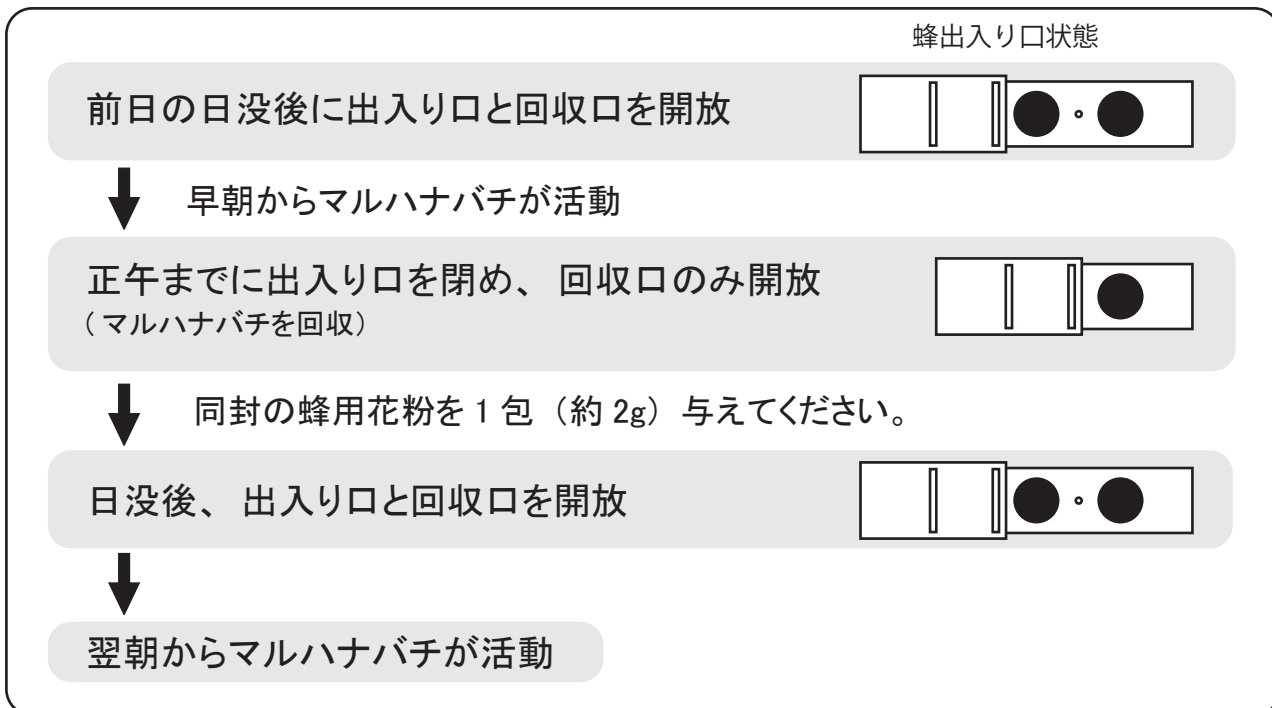 蜂出入り口状態
前日の日没後に出入り口と回収口を開放
早朝からマルハナバチが活動
正午までに出入り口を閉め、回収口のみ開放
(マルハナバチを回収)
同封の蜂用花粉を1包（約2g）与えてください。
日没後、出入り口と回収口を開放
翌朝からマルハナバチが活動